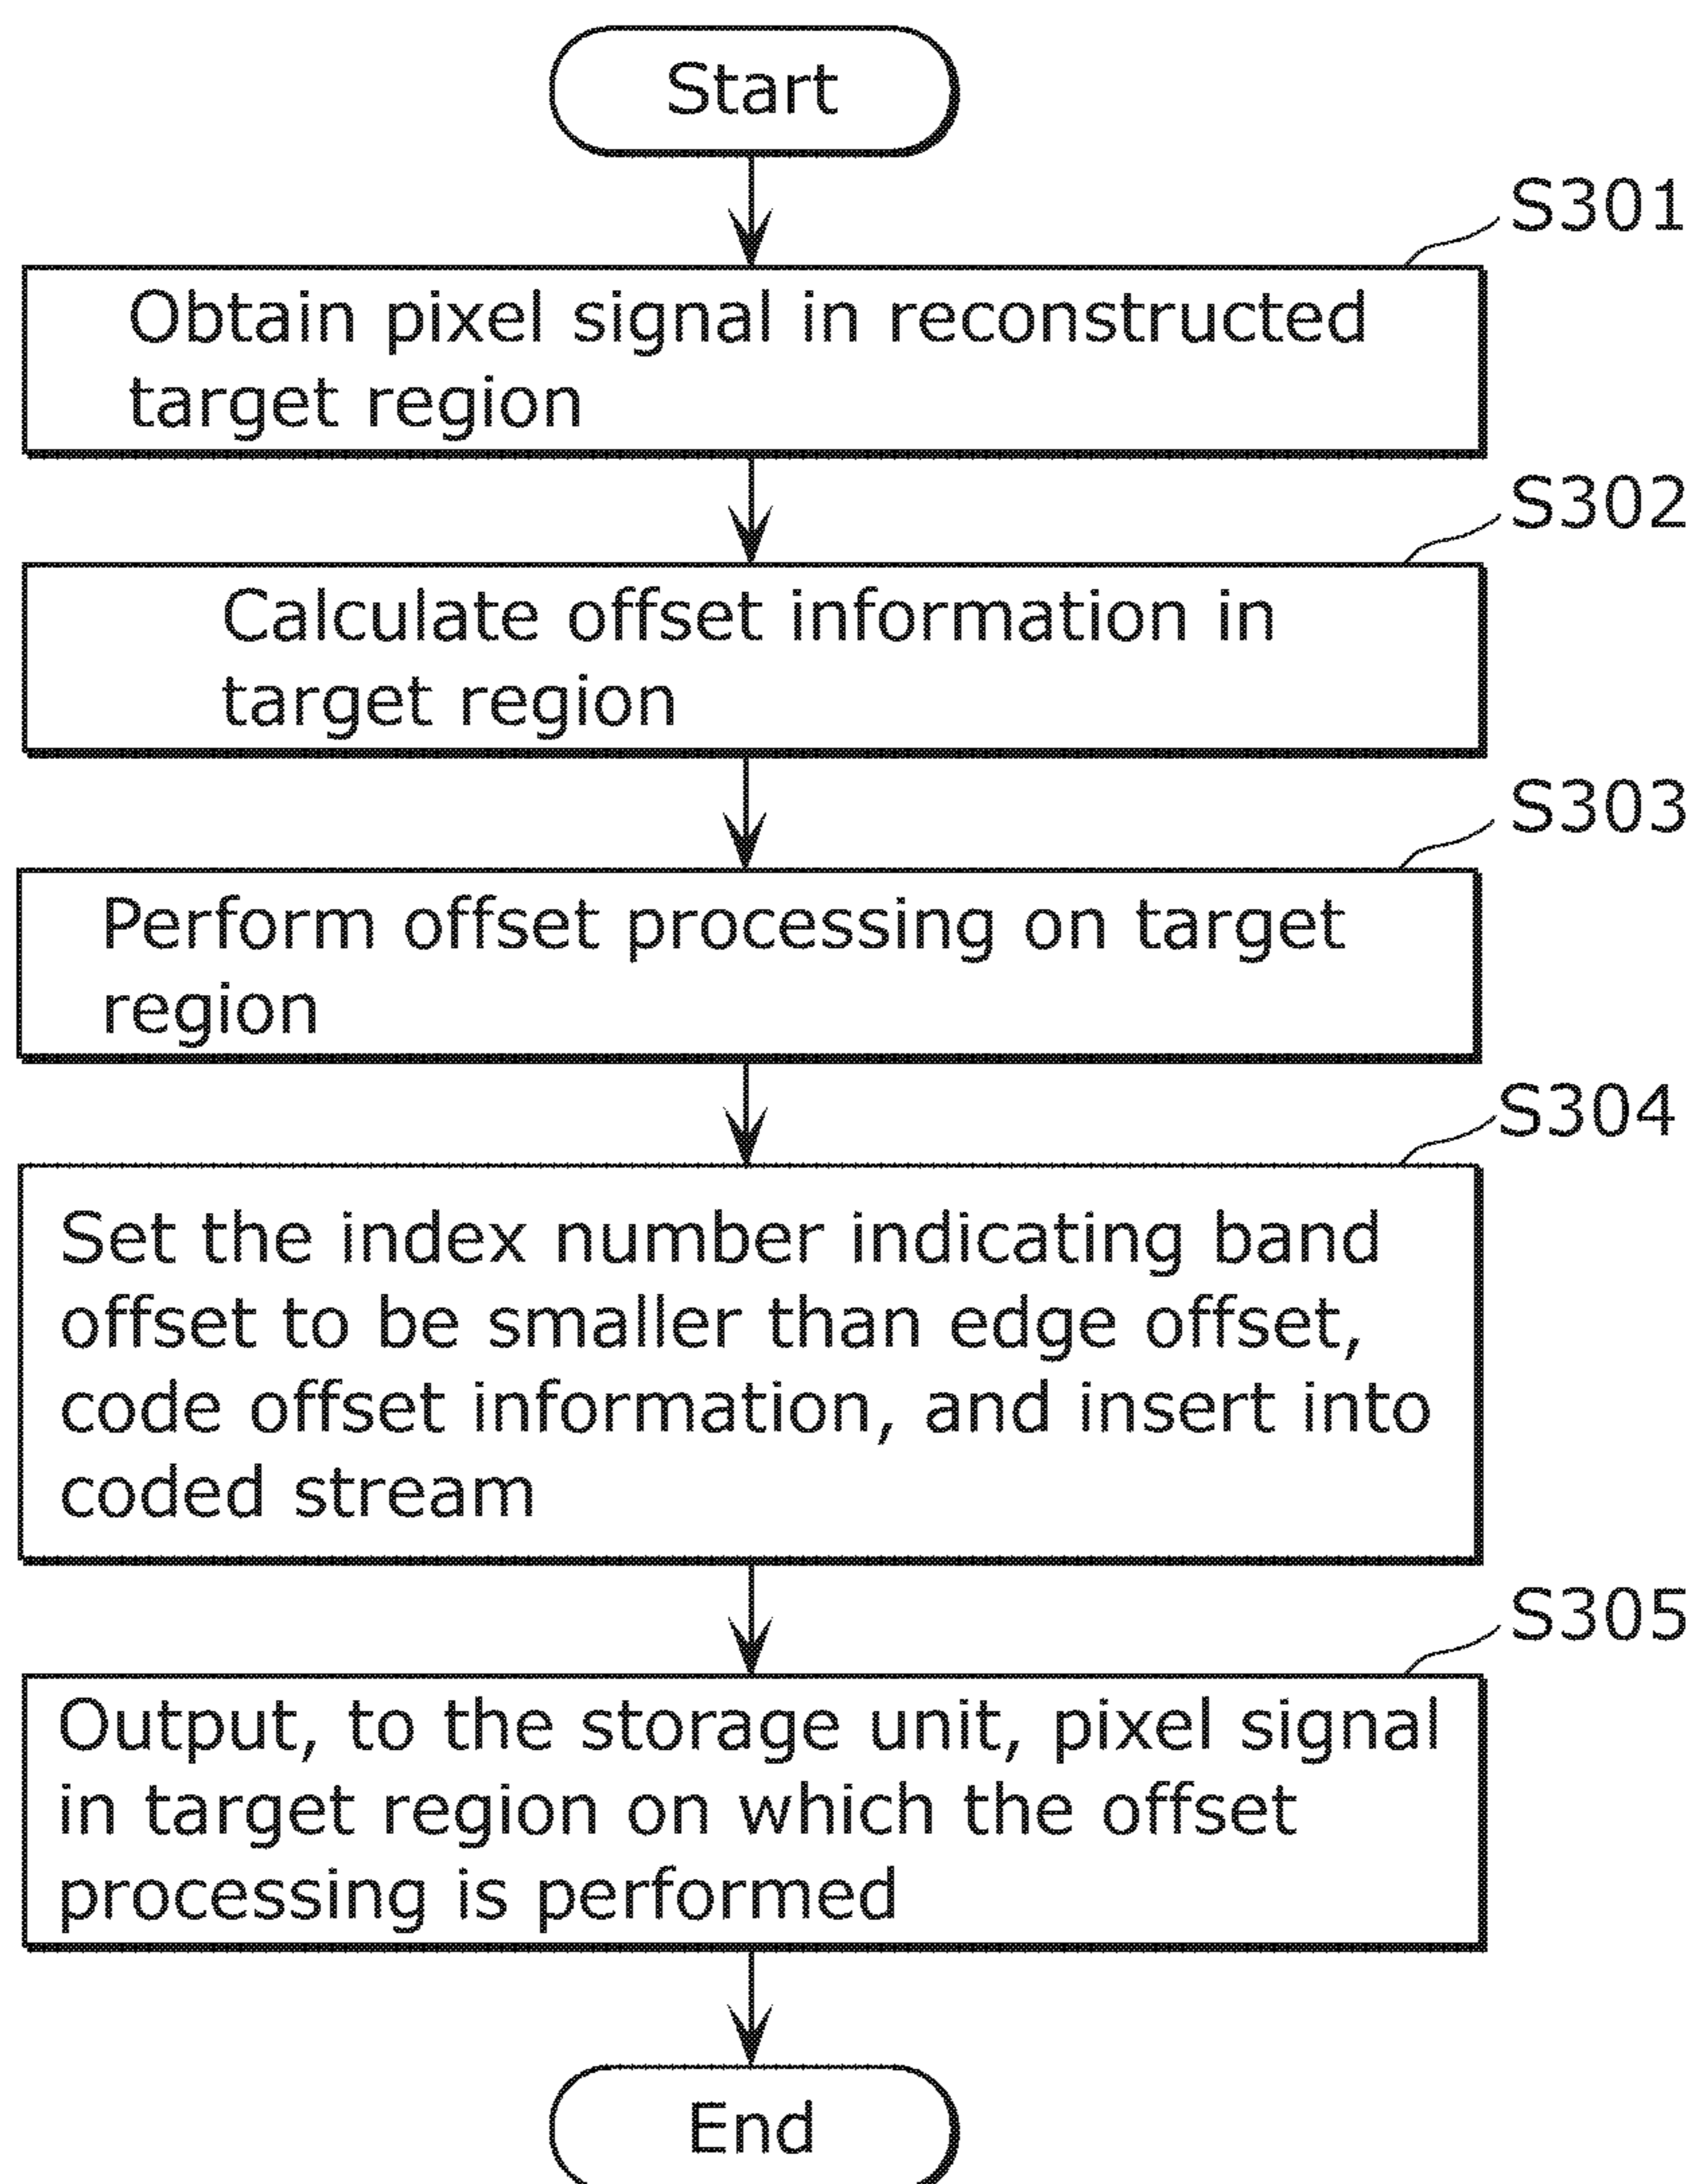 Start
S301
Obtain pixel signal in reconstructed
target region
S302
Calculate offset information in
target region
S303
Perform offset processing on target
region
S304
Set the index number indicating band
offset to be smaller than edge offset,
code offset information, and insert into
coded stream
S305
Output, to the storage unit, pixel signal
in target region on which the offset
processing is performed
End